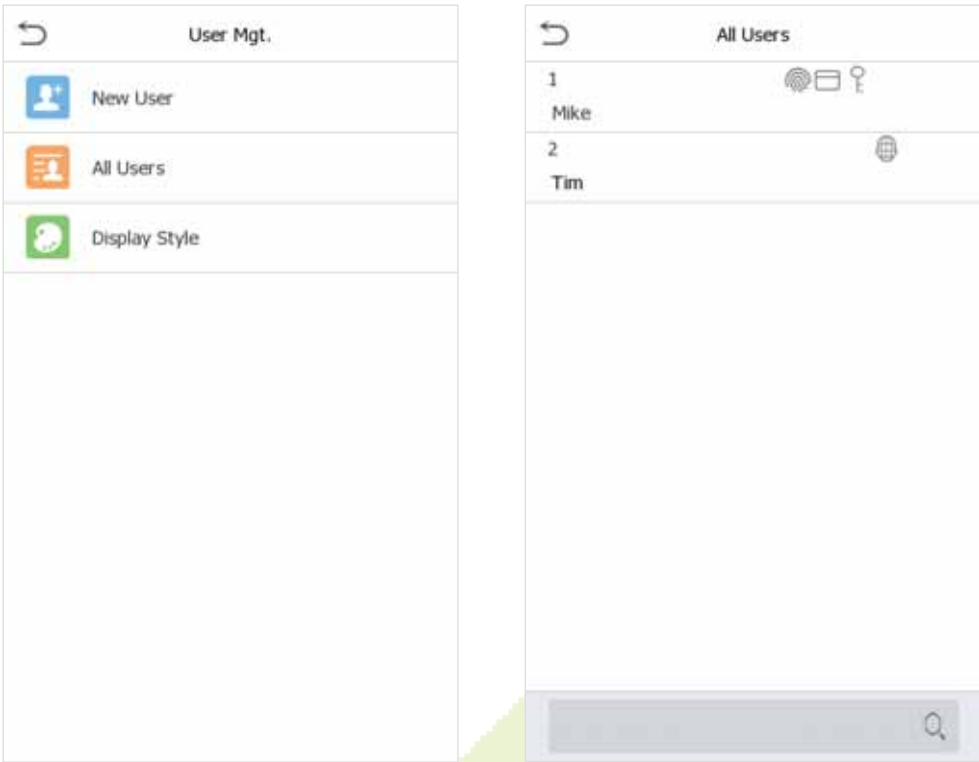 User Mgt.
New User
All Users
Display Style
All Users
1
Mike
2
Tim